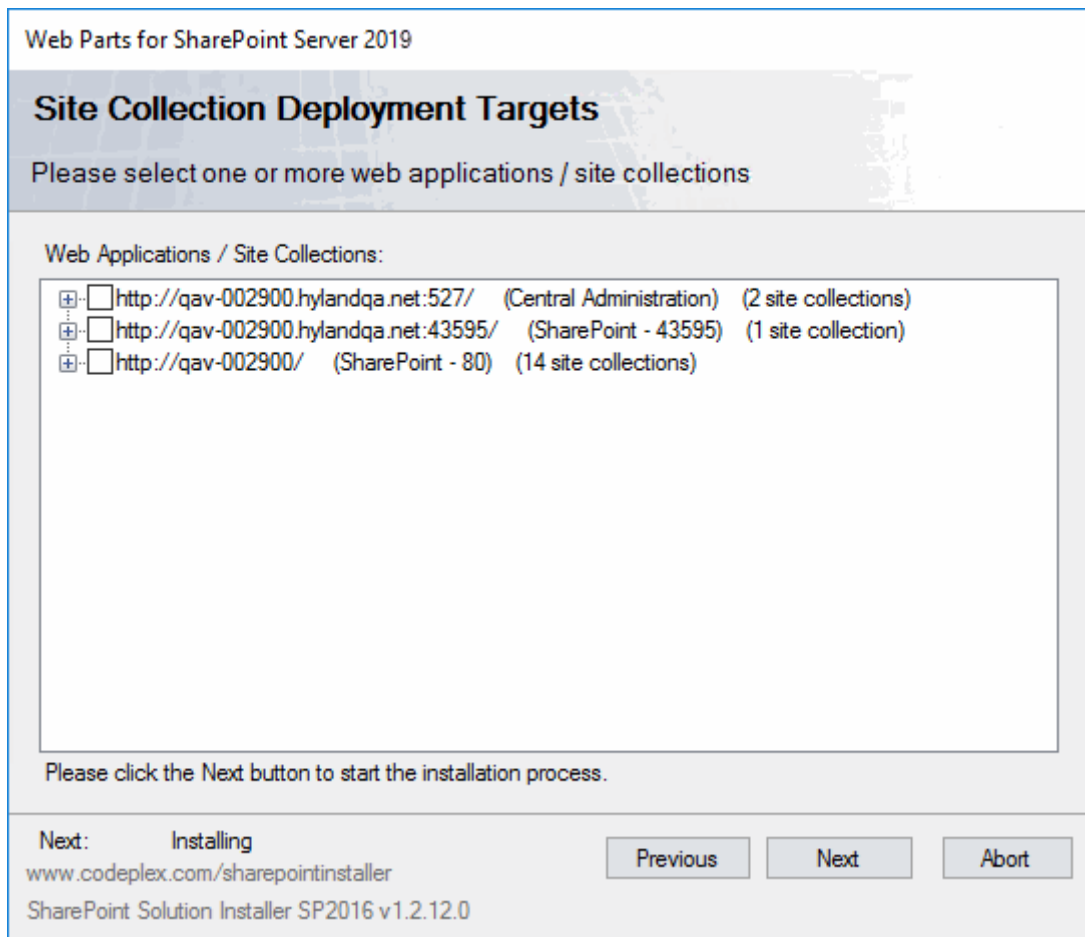 Web Parts for SharePoint Server 2019
Site Collection Deployment Targets
Please select one or more web applications / site collections
Web Applications / Site Collections:
http://qav-002900.hylandqa.net:527/ (Central Administration) (2 site collections)
http://qav-002900.hylandqa.net:43595/ (SharePoint - 43595) (1 site collection)
http://qav-002900/ (SharePoint - 80) (14 site collections)
Please click the Next button to start the installation process.
Next: Installing
www.codeplex.com/sharepointinstaller
SharePoint Solution Installer SP2016 v1.2.12.0
Previous Next Abort